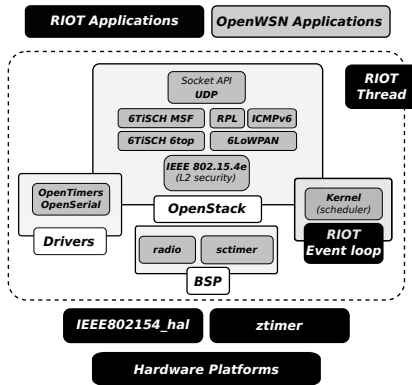 RIOT Applications
OpenWSN Applications
RIOT
Thread
Socket API
UDP
6TiSCH MSF
RPL
ICMPv6
6TiSCH 6top
6LoWPAN
IEEE 802.15.4e
(L2 security)
OpenStack
OpenTimers
OpenSerial
Drivers
Kernel
(scheduler)
RIOT
Event loop
radio
sctimer
BSP
IEEE802154_hal
ztimer
Hardware Platforms